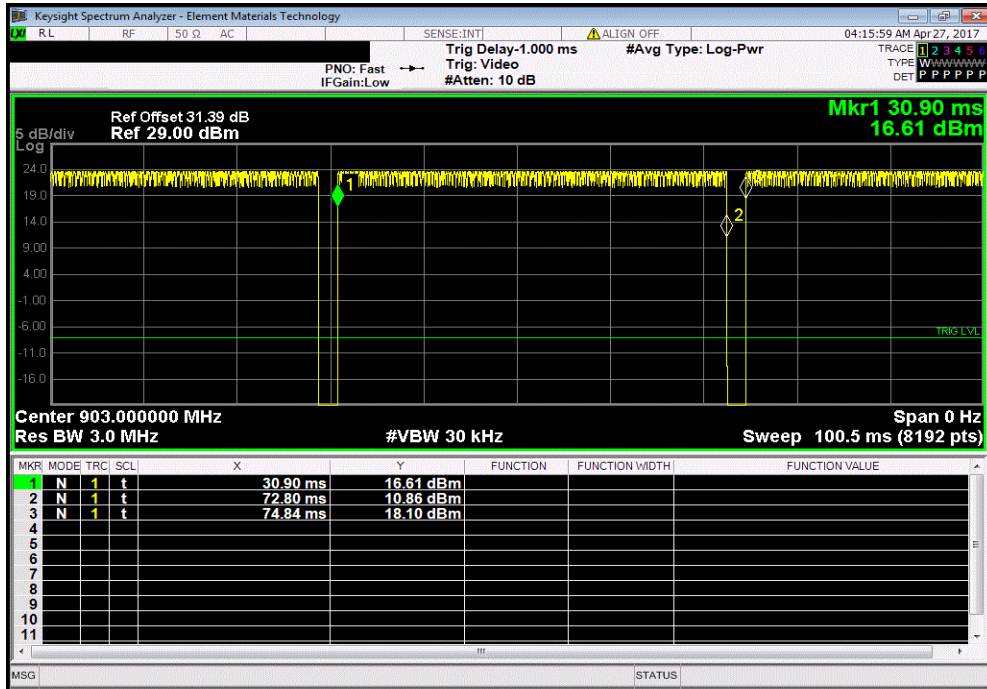 Keysight Spectrum Analyzer - Element Materials Technology
LXI RL RF 50 Ω AC SENSE:INT ALIGN OFF 04:15:59 AM Apr 27, 2017
Trig Delay-1.000 ms #Avg Type: Log-Pwr TRACE 1 2 3 4 5 6
PNO: Fast Trig: Video TYPE WWWWWW
IFGain:Low #Atten: 10 dB DET P P P P P P
Mkr1 30.90 ms
Ref Offset 31.39 dB
5 dB/div Ref 29.00 dBm 16.61 dBm
Log
24.0
1
3
19.0
14.0
2
9.00
4.00
-1.00
-6.00
TRIG LVL
-11.0
-16.0
Center 903.000000 MHz Span 0 Hz
Res BW 3.0 MHz #VBW 30 kHz Sweep 100.5 ms (8192 pts)
MKR MODE TRC SCL X Y FUNCTION FUNCTION WIDTH FUNCTION VALUE
1 N 1 t 30.90 ms 16.61 dBm
2 N 1 t 72.80 ms 10.86 dBm
3 N 1 t 74.84 ms 18.10 dBm
4
5
6
7
8
9
10
11
MSG STATUS